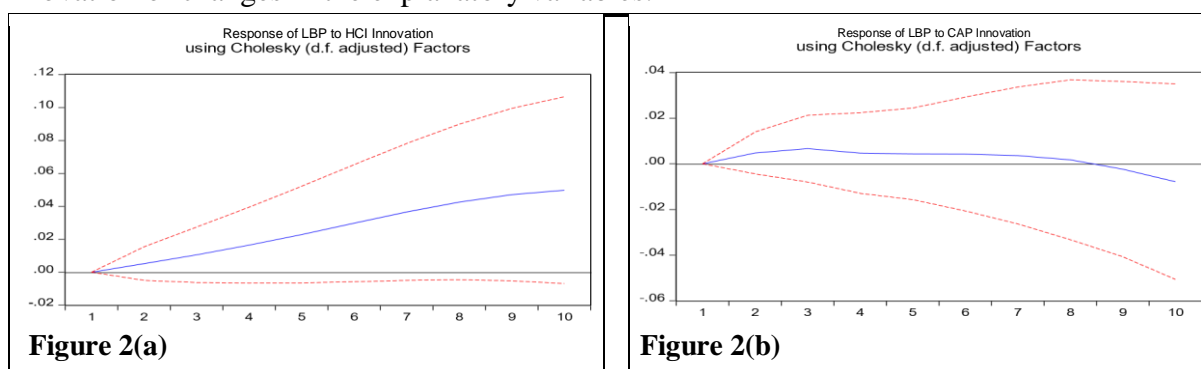 Response of LBP to HCI Innovation
using Cholesky (d.f. adjusted) Factors
.12
.10
.08
.06
.04
.02
.00
-.02
1 2 3 4 5 6 7 8 9 10
Figure 2(a)
Response of LBP to CAP Innovation
using Cholesky (d.f. adjusted) Factors
.04
.02
.00
-.02
-.04
-.06
1 2 3 4 5 6 7 8 9 10
Figure 2(b)